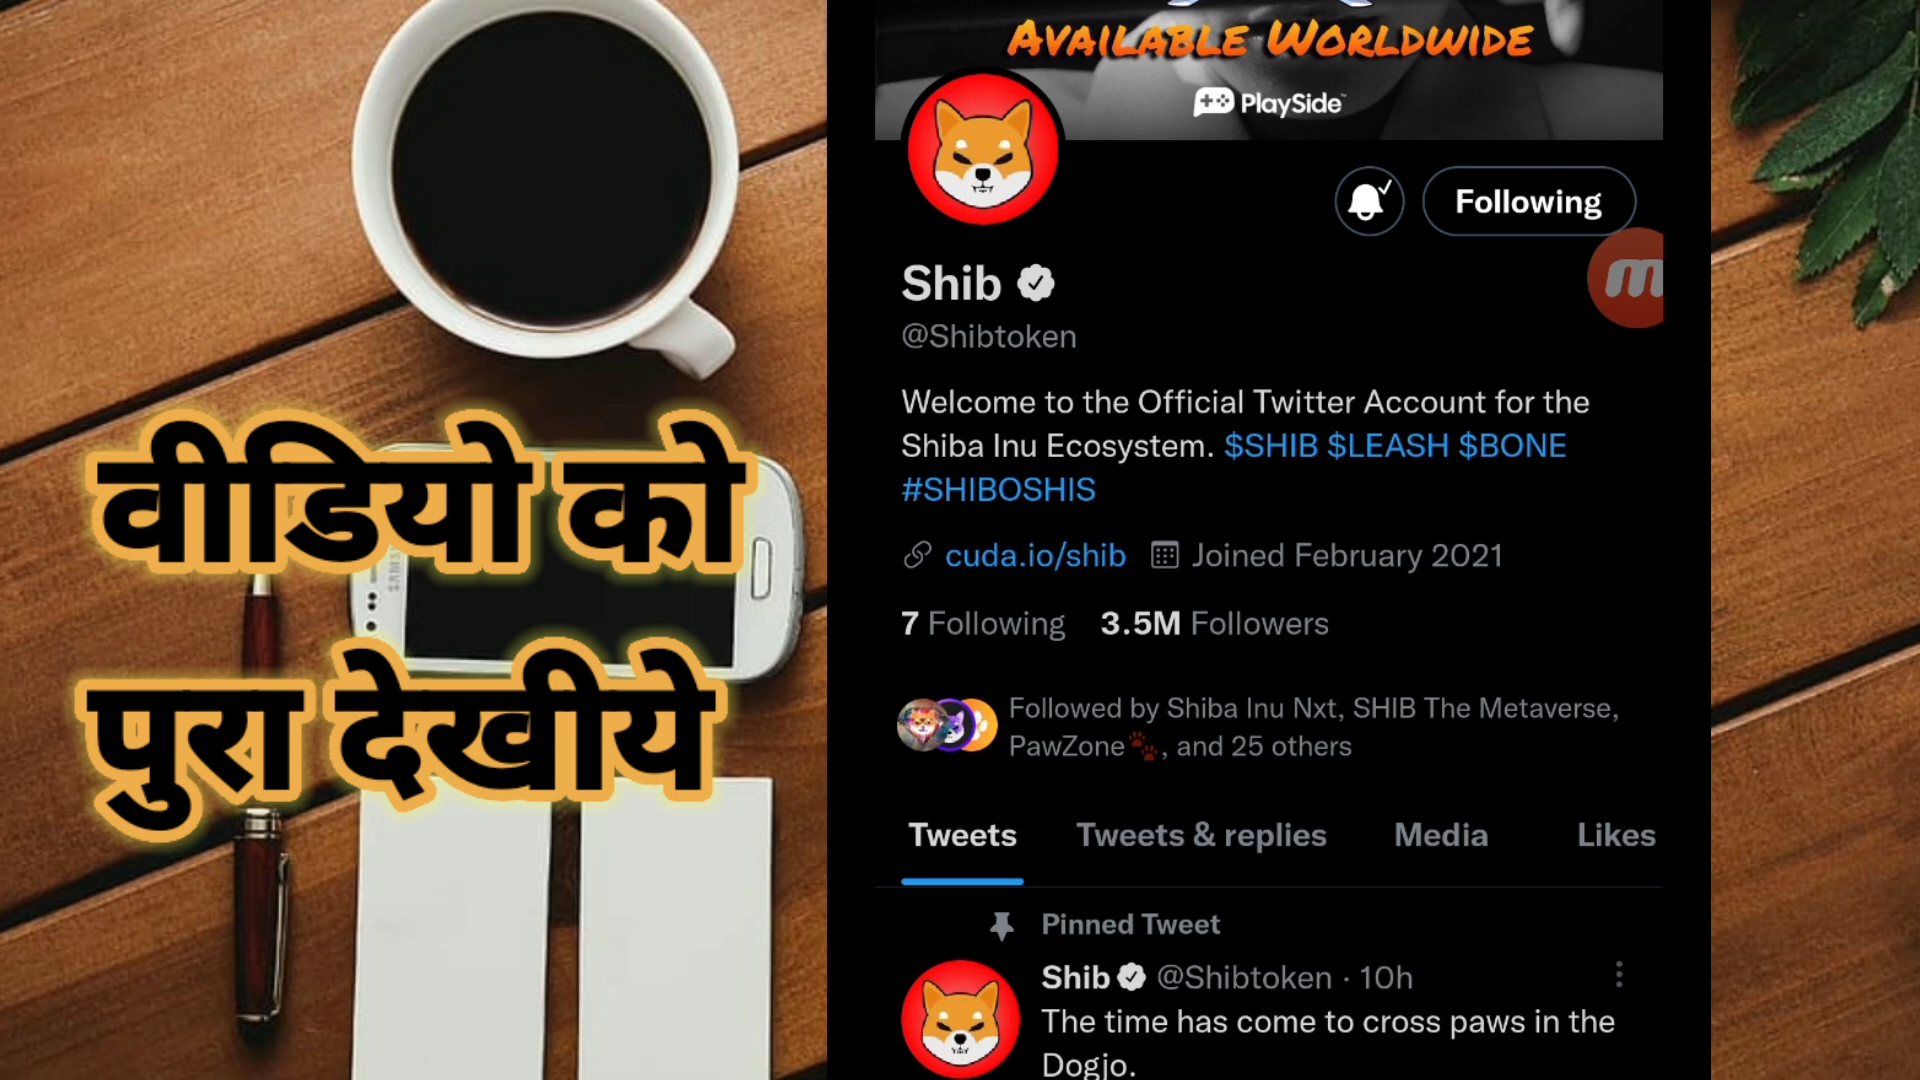 वीडियो को
पुरा देखीये
SAMSUNG
AVAILABLE WORLDWIDE
PlaySide
Following
Shib
@Shibtoken
Welcome to the Official Twitter Account for the
Shiba Inu Ecosystem. $SHIB $LEASH $BONE
#SHIBOSHIS
cuda.io/shib Joined February 2021
7 Following 3.5M Followers
Followed by Shiba Inu Nxt, SHIB The Metaverse,
PawZone🐾, and 25 others
Tweets Tweets & replies Media Likes
Pinned Tweet
Shib @Shibtoken · 10h
The time has come to cross paws in the
Dogjo.